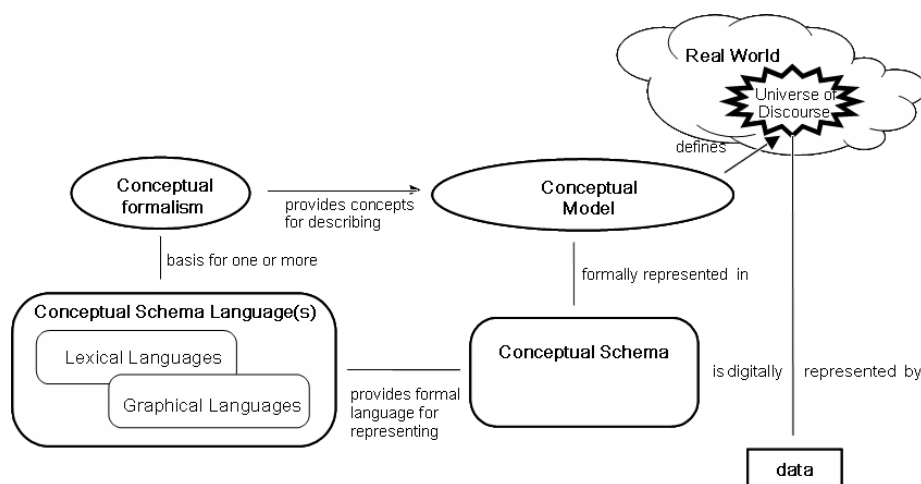 Real World
Universe of
Discourse
defines
Conceptual
formalism
provides concepts
for describing
Conceptual
Model
basis for one or more
formally represented in
Conceptual Schema Language(s)
Lexical Languages
Graphical Languages
provides formal
language for
representing
Conceptual Schema
is digitally represented by
data